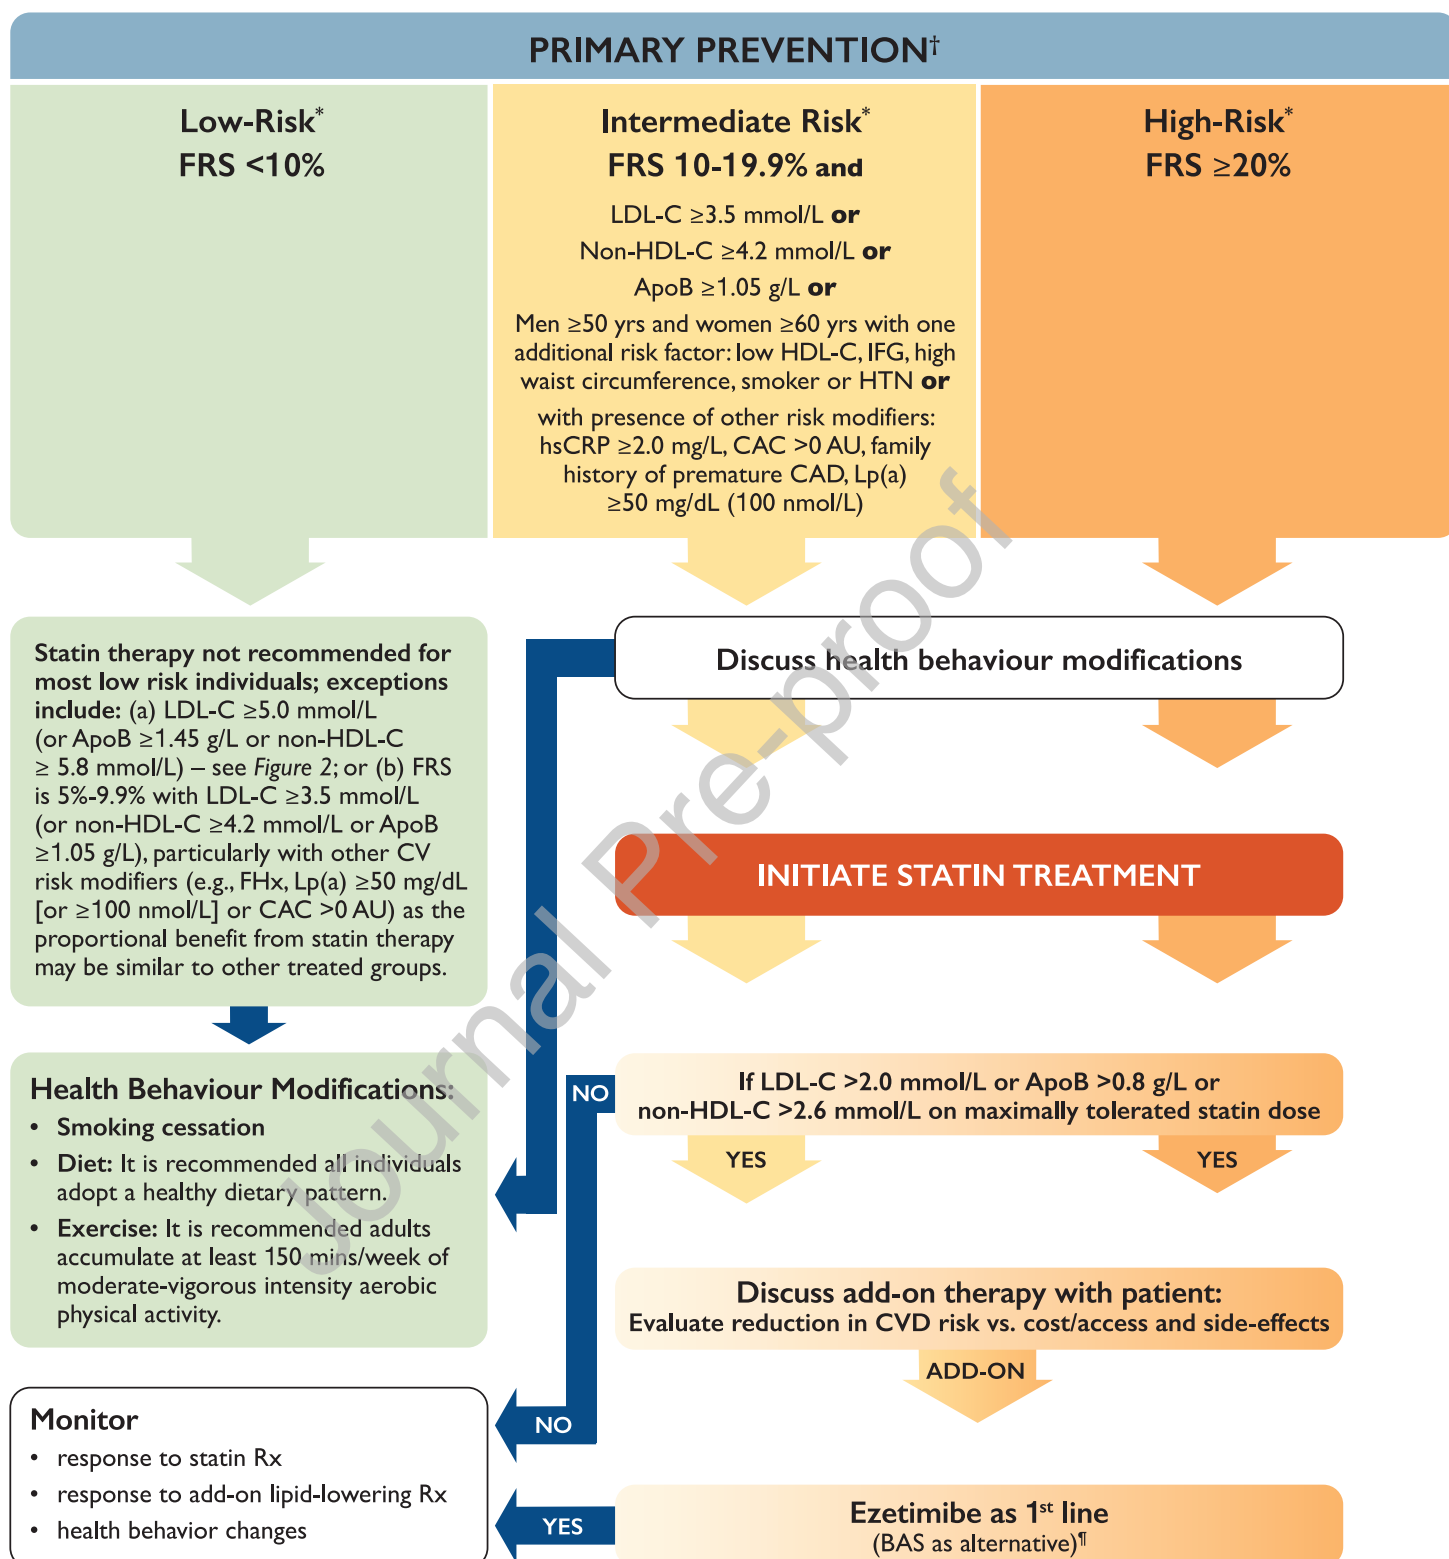 PRIMARY PREVENTION†
Low-Risk*
FRS <10%
Intermediate Risk*
FRS 10-19.9% and
LDL-C ≥3.5 mmol/L or
Non-HDL-C ≥4.2 mmol/L or
ApoB ≥1.05 g/L or
Men ≥50 yrs and women ≥60 yrs with one
additional risk factor: low HDL-C, IFG, high
waist circumference, smoker or HTN or
with presence of other risk modifiers:
hsCRP ≥2.0 mg/L, CAC >0 AU, family
history of premature CAD, Lp(a)
≥50 mg/dL (100 nmol/L)
High-Risk*
FRS ≥20%
Statin therapy not recommended for
most low risk individuals; exceptions
include: (a) LDL-C ≥5.0 mmol/L
(or ApoB ≥1.45 g/L or non-HDL-C
≥ 5.8 mmol/L) – see Figure 2; or (b) FRS
is 5%-9.9% with LDL-C ≥3.5 mmol/L
(or non-HDL-C ≥4.2 mmol/L or ApoB
≥1.05 g/L), particularly with other CV
risk modifiers (e.g., FHx, Lp(a) ≥50 mg/dL
[or ≥100 nmol/L] or CAC >0 AU) as the
proportional benefit from statin therapy
may be similar to other treated groups.
Health Behaviour Modifications:
• Smoking cessation
• Diet: It is recommended all individuals
adopt a healthy dietary pattern.
• Exercise: It is recommended adults
accumulate at least 150 mins/week of
moderate-vigorous intensity aerobic
physical activity.
Monitor
• response to statin Rx
• response to add-on lipid-lowering Rx
• health behavior changes
Discuss health behaviour modifications
INITIATE STATIN TREATMENT
NO
If LDL-C >2.0 mmol/L or ApoB >0.8 g/L or
non-HDL-C >2.6 mmol/L on maximally tolerated statin dose
YES
YES
Discuss add-on therapy with patient:
Evaluate reduction in CVD risk vs. cost/access and side-effects
ADD-ON
NO
YES
Ezetimibe as 1st line
(BAS as alternative)¶
Journal Pre-proof